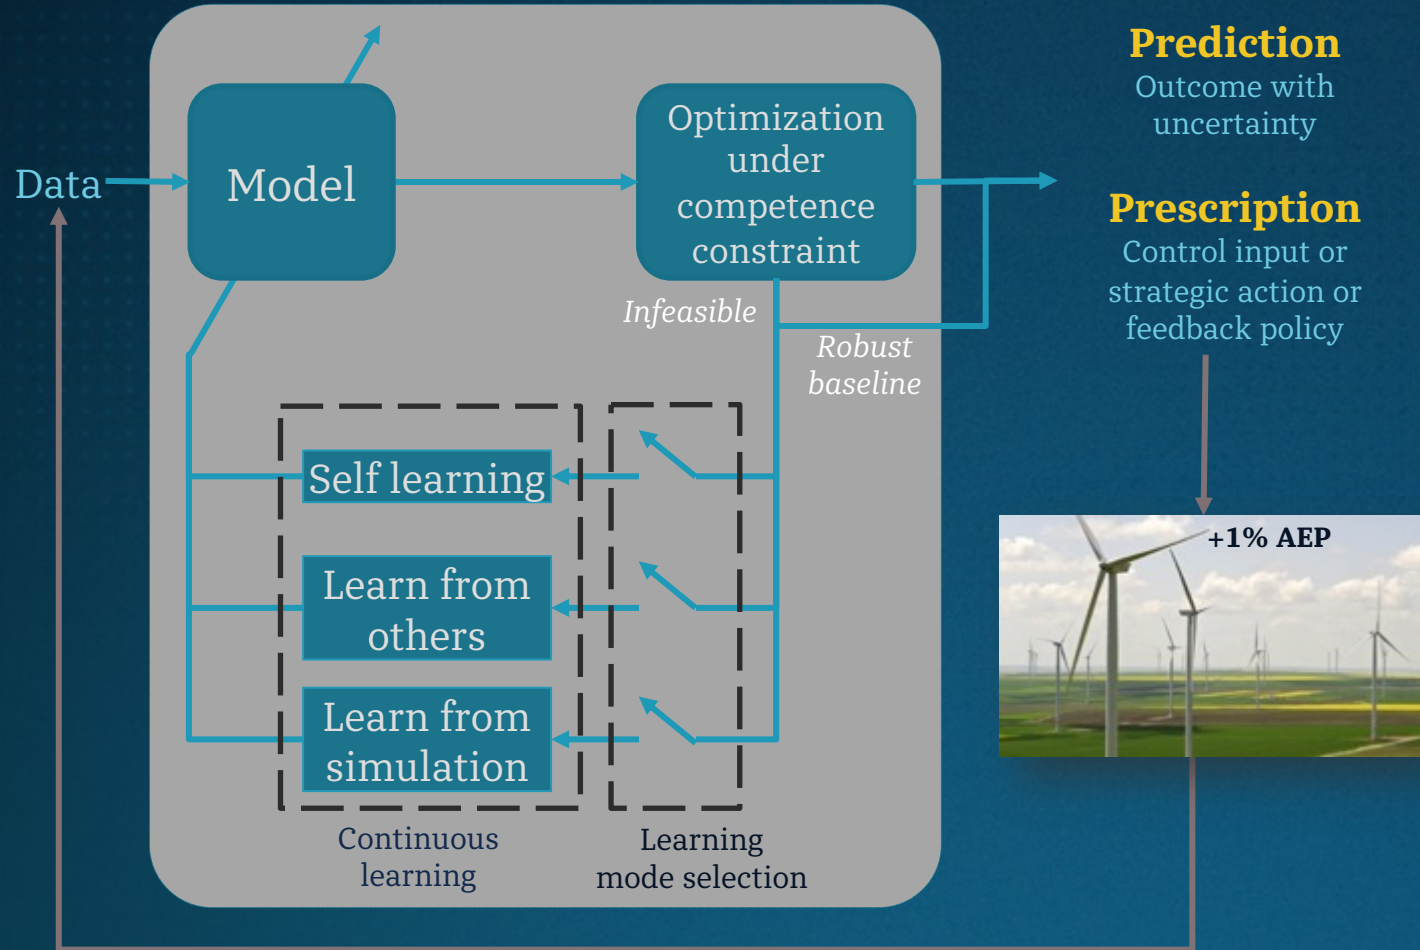 Data
Model
Optimization
under
competence
constraint
Infeasible
Robust
baseline
Self learning
Learn from
others
Learn from
simulation
Continuous
learning
Learning
mode selection
Prediction
Outcome with
uncertainty
Prescription
Control input or
strategic action or
feedback policy
+1% AEP